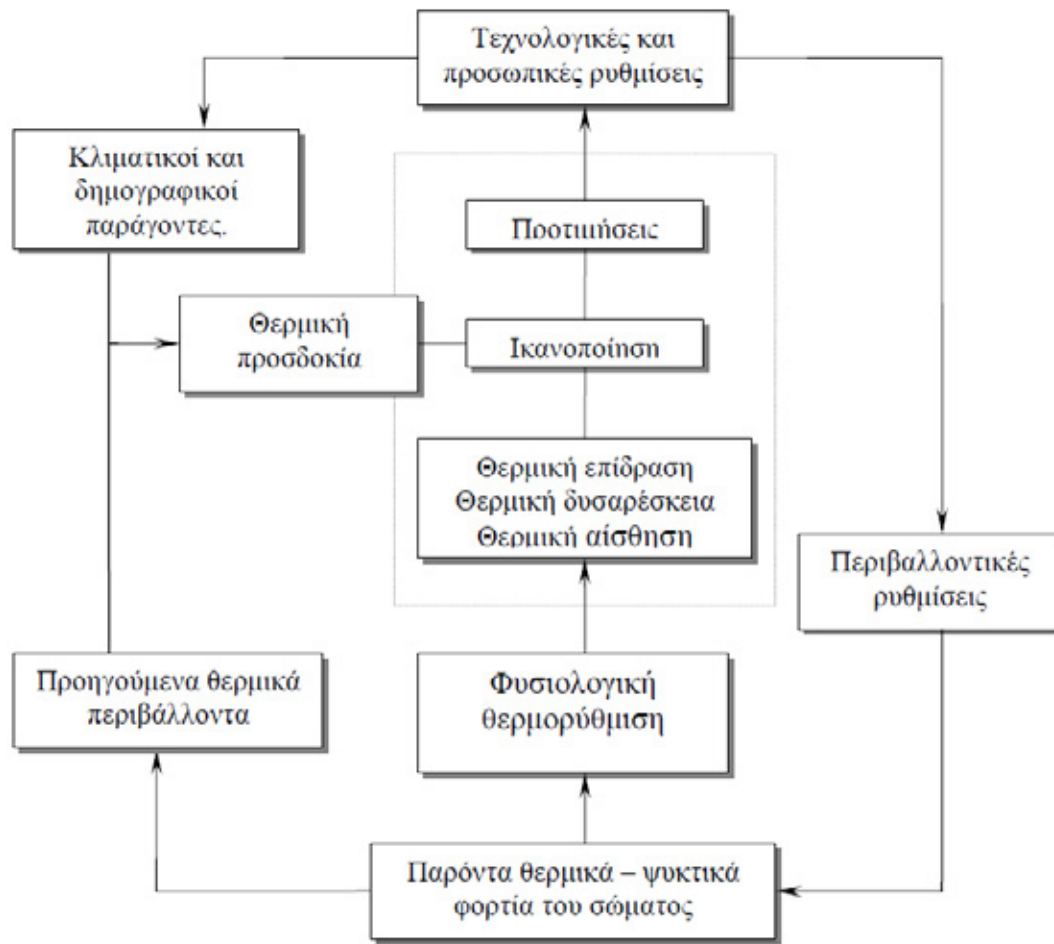 Τεχνολογικές και
προσωπικές ρυθμίσεις
Κλιματικοί και
δημογραφικοί
παράγοντες.
Προτιμήσεις
Θερμική
προσδοκία
Ικανοποίηση
Θερμική επίδραση
Θερμική δυσαρέσκεια
Θερμική αίσθηση
Περιβαλλοντικές
ρυθμίσεις
Προηγούμενα θερμικά
περιβάλλοντα
Φυσιολογική
θερμορύθμιση
Παρόντα θερμικά – ψυκτικά
φορτία του σώματος